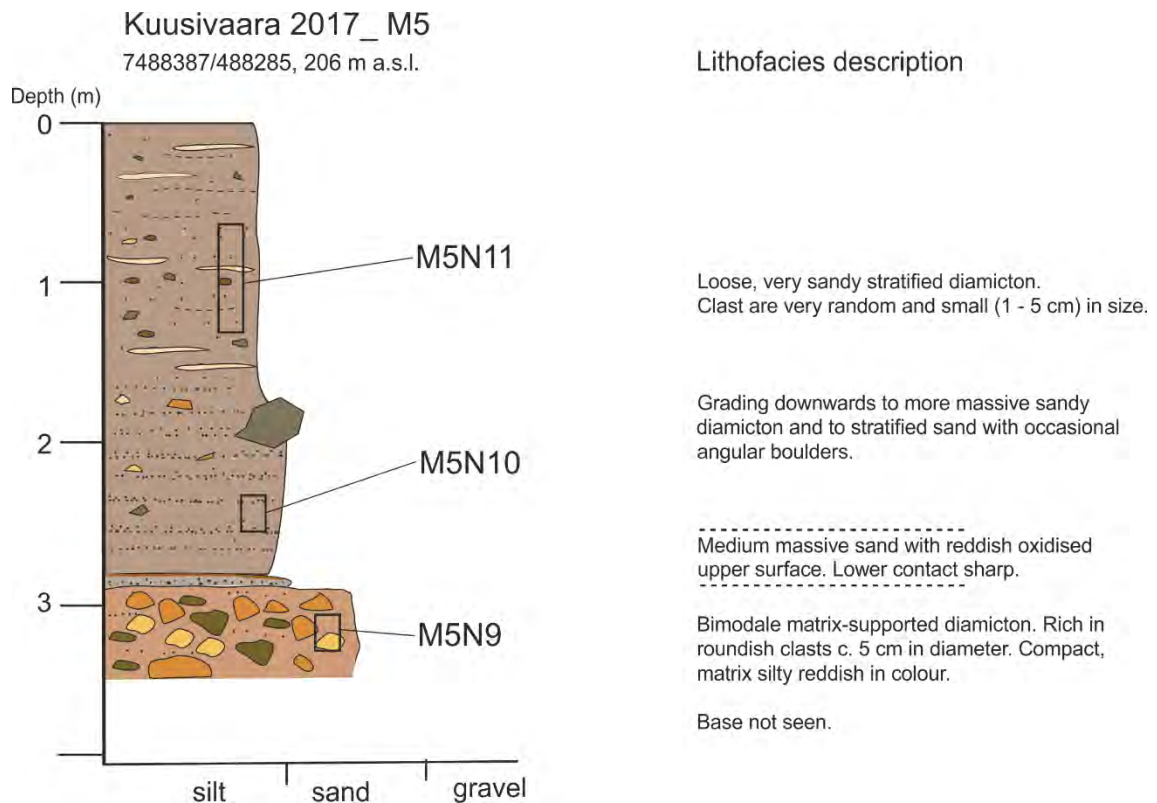 Kuusivaara 2017_ M5
7488387/488285, 206 m a.s.l.
Lithofacies description
Depth (m)
0
1
2
3
M5N11
M5N10
M5N9
Loose, very sandy stratified diamicton.
Clast are very random and small (1 - 5 cm) in size.
Grading downwards to more massive sandy
diamicton and to stratified sand with occasional
angular boulders.
Medium massive sand with reddish oxidised
upper surface. Lower contact sharp.
Bimodale matrix-supported diamicton. Rich in
roundish clasts c. 5 cm in diameter. Compact,
matrix silty reddish in colour.
Base not seen.
silt sand gravel